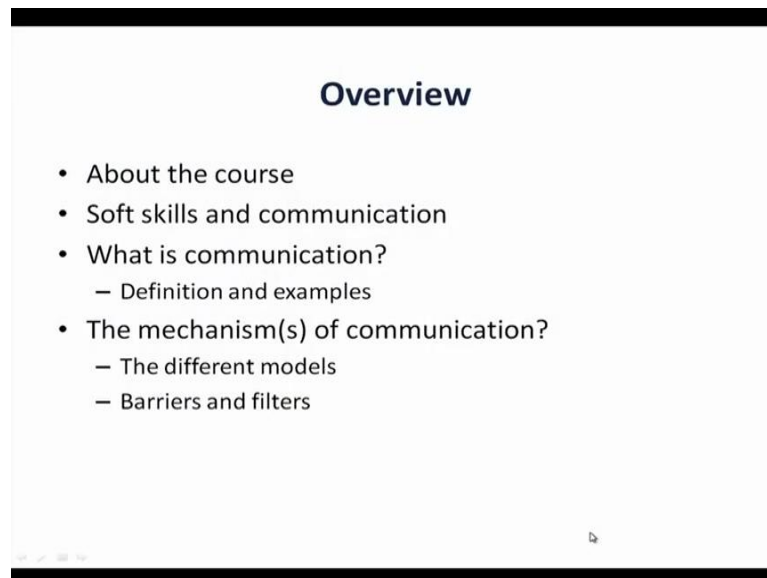 Overview
• About the course
• Soft skills and communication
• What is communication?
– Definition and examples
• The mechanism(s) of communication?
– The different models
– Barriers and filters